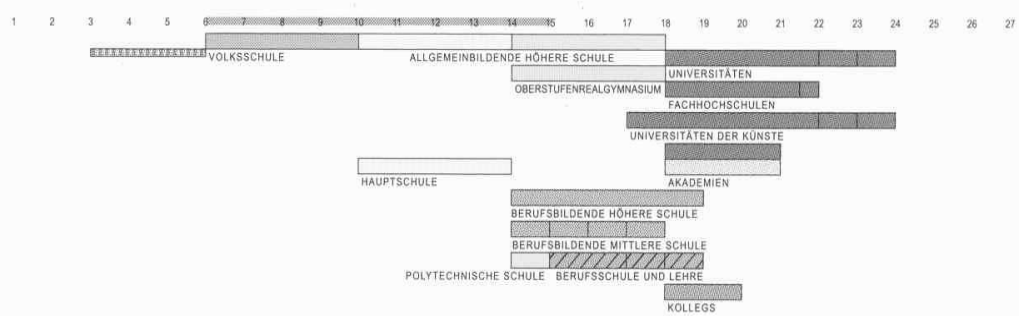 1 2 3 4 5 6 7 8 9 10 11 12 13 14 15 16 17 18 19 20 21 22 23 24 25 26 27
VOLKSSCHULE ALLGEMEINBILDENDE HÖHERE SCHULE
UNIVERSITÄTEN
OBERSTUFENREALGYMNASIUM
FACHHOCHSCHULEN
UNIVERSITÄTEN DER KÜNSTE
HAUPTSCHULE AKADEMIEN
BERUFSBILDENDE HÖHERE SCHULE
BERUFSBILDENDE MITTLERE SCHULE
POLYTECHNISCHE SCHULE BERUFSSCHULE UND LEHRE
KOLLEGS